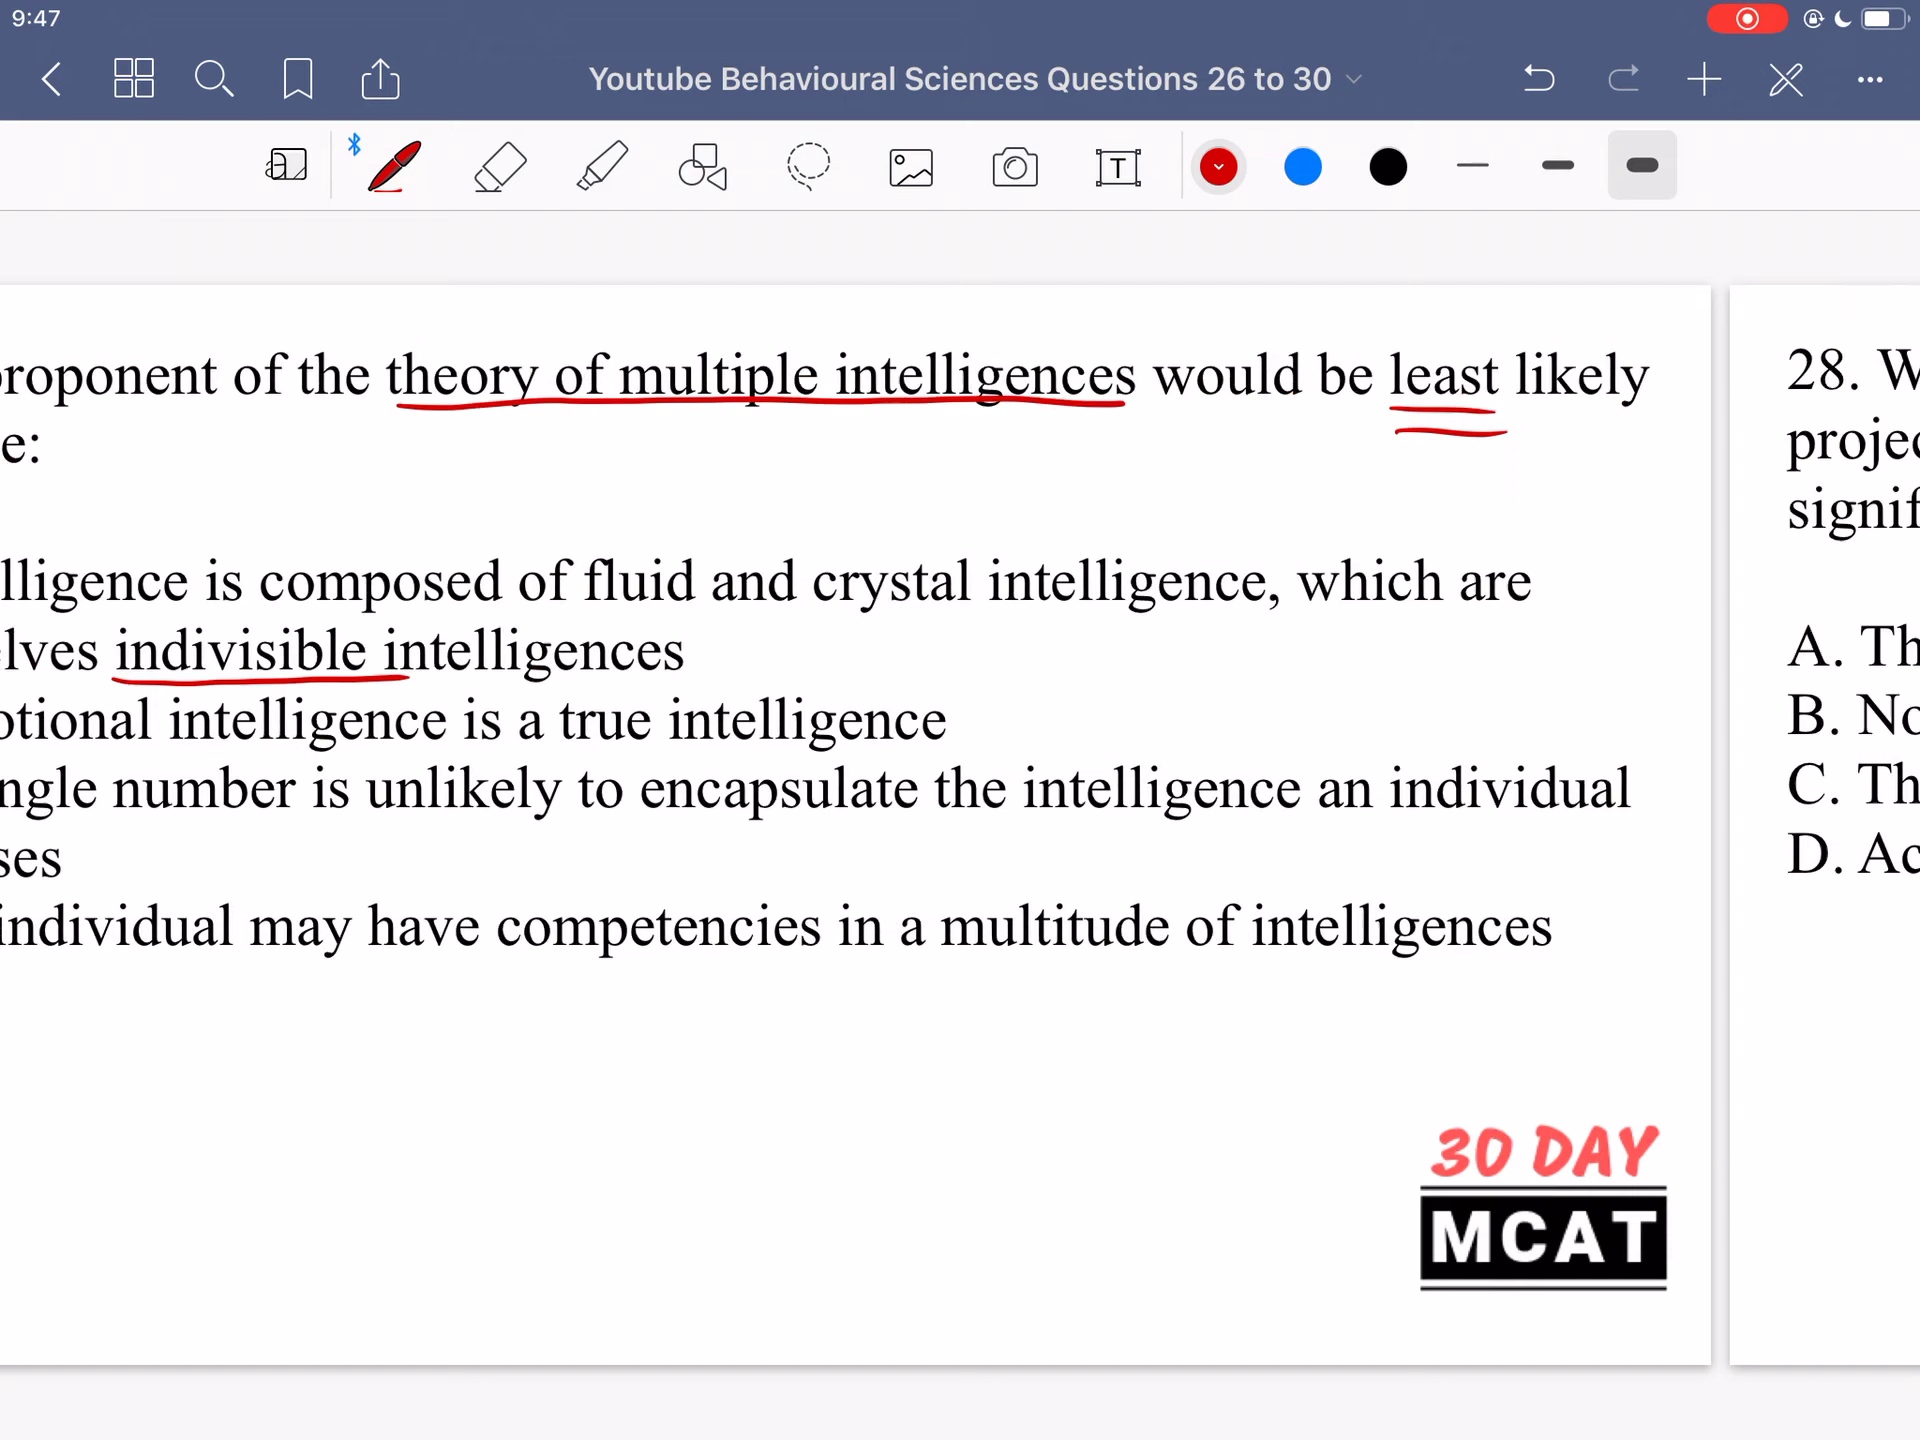 9:47
Youtube Behavioural Sciences Questions 26 to 30
T
proponent of the theory of multiple intelligences would be least likely
e:
lligence is composed of fluid and crystal intelligence, which are
elves indivisible intelligences
otional intelligence is a true intelligence
ngle number is unlikely to encapsulate the intelligence an individual
ses
individual may have competencies in a multitude of intelligences
30 DAY
MCAT
28. W
projec
signif
A. Th
B. No
C. Th
D. Ac